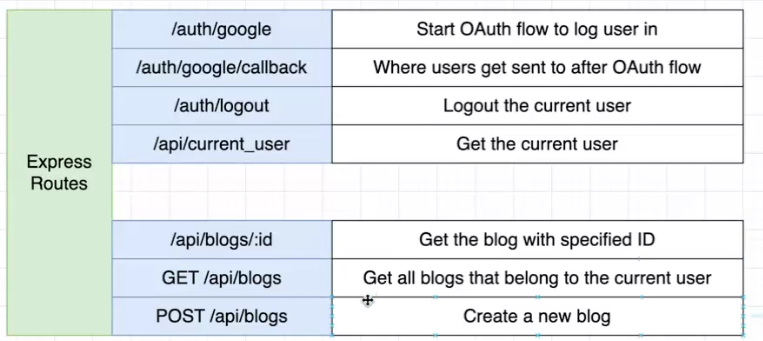 Express
Routes
/auth/google
Start OAuth flow to log user in
/auth/google/callback
Where users get sent to after OAuth flow
/auth/logout
Logout the current user
/api/current_user
Get the current user
/api/blogs/:id
Get the blog with specified ID
GET /api/blogs
Get all blogs that belong to the current user
POST /api/blogs
Create a new blog